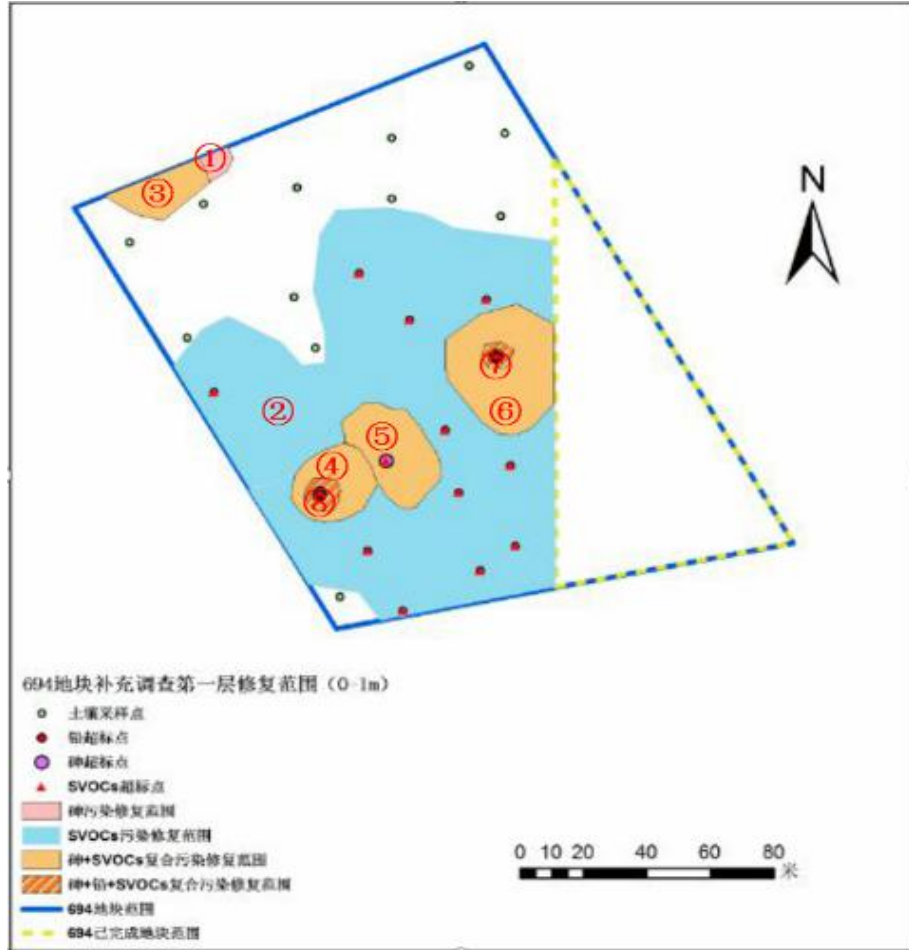 ①
③
N
②
⑦
⑥
⑤
④
⑧
694地块补充调查第一层修复范围（0-1m）
土壤采样点
铅超标点
砷超标点
SVOCs超标点
砷污染修复范围
SVOCs污染修复范围
砷+SVOCs复合污染修复范围
砷+铅+SVOCs复合污染修复范围
694地块范围
694已完成地块范围
0 10 20 40 60 80
米